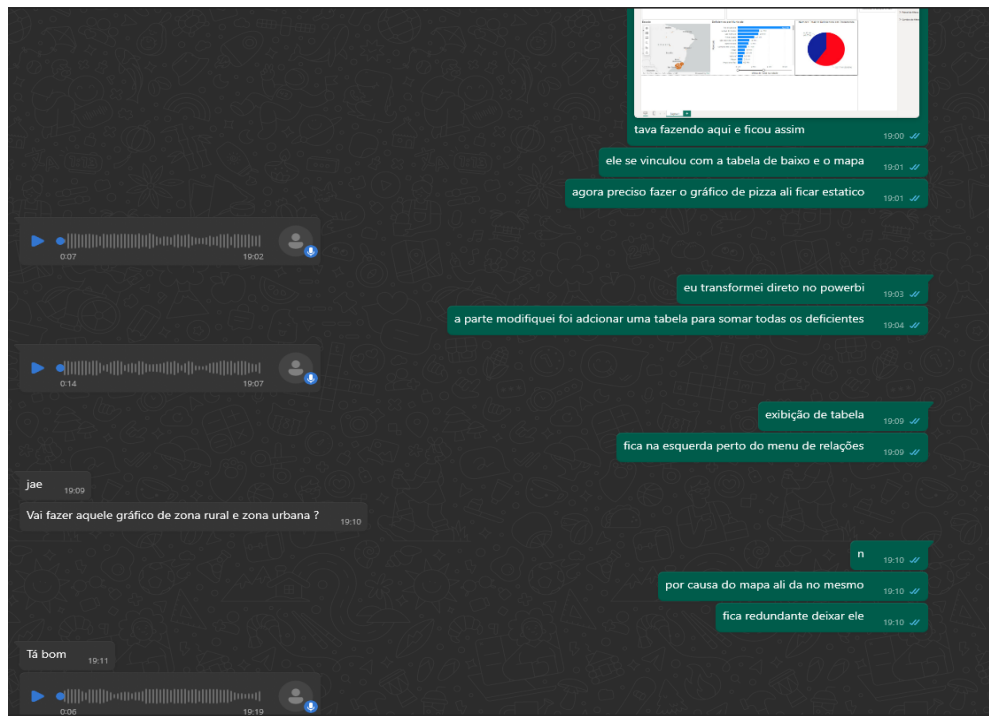 tava fazendo aqui e ficou assim
19:00
ele se vinculou com a tabela de baixo e o mapa
19:01
agora preciso fazer o gráfico de pizza ali ficar estatico
19:01
0:07
19:02
eu transformei direto no powerbi
19:03
a parte modifiquei foi adcionar uma tabela para somar todas os deficientes
19:04
0:14
19:07
exibição de tabela
19:09
fica na esquerda perto do menu de relações
19:09
jae
19:09
Vai fazer aquele gráfico de zona rural e zona urbana ?
19:10
n
19:10
por causa do mapa ali da no mesmo
19:10
fica redundante deixar ele
19:10
Tá bom
19:11
0:06
19:19